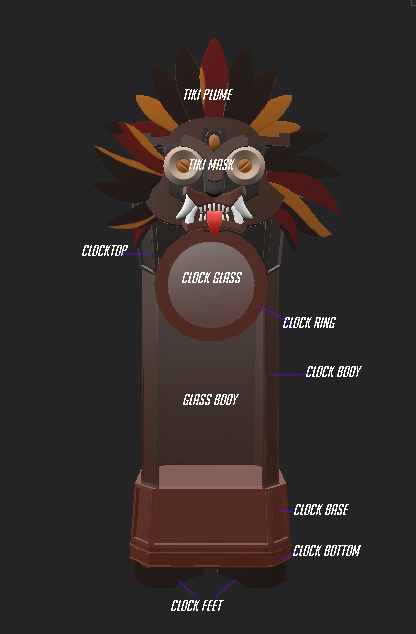 TIKI PLUME
TIKI MASK
CLOCKTOP
CLOCK GLASS
CLOCK RING
CLOCK BODY
GLASS BODY
CLOCK BASE
CLOCK BOTTOM
CLOCK FEET